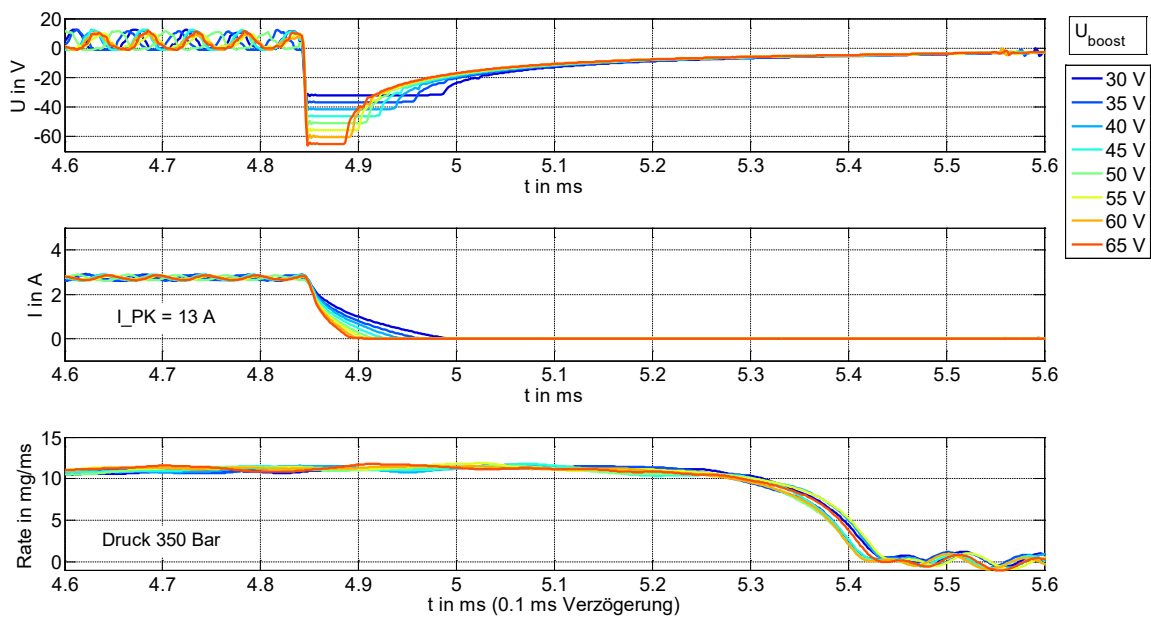 20
0
-20
-40
-60
U in V
4.6 4.7 4.8 4.9 5 5.1 5.2 5.3 5.4 5.5 5.6
t in ms
U_boost
30 V
35 V
40 V
45 V
50 V
55 V
60 V
65 V
4
2
0
I in A
I_PK = 13 A
4.6 4.7 4.8 4.9 5 5.1 5.2 5.3 5.4 5.5 5.6
t in ms
15
10
5
0
Rate in mg/ms
Druck 350 Bar
4.6 4.7 4.8 4.9 5 5.1 5.2 5.3 5.4 5.5 5.6
t in ms (0.1 ms Verzögerung)